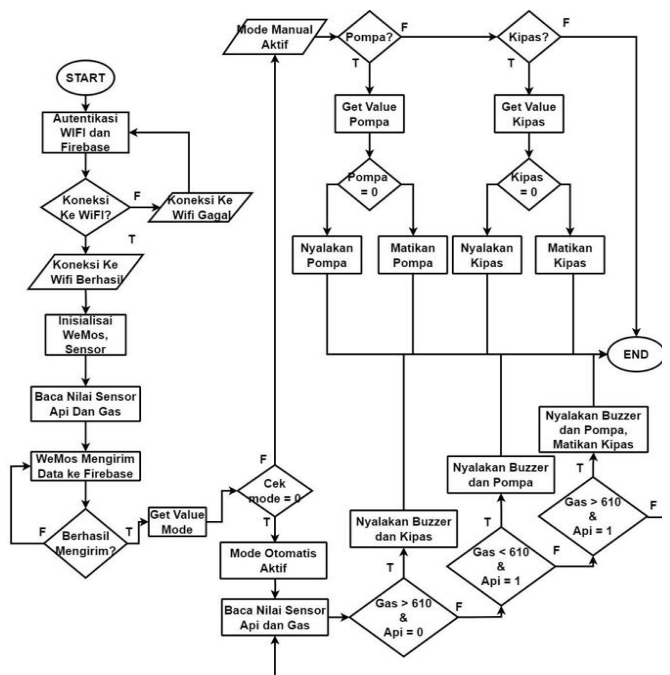 START
Autentikasi
WIFI dan
Firebase
Koneksi
Ke WiFI?
F
Koneksi Ke
Wifi Gagal
T
Koneksi Ke
Wifi Berhasil
Inisialisai
WeMos,
Sensor
Baca Nilai Sensor
Api Dan Gas
WeMos Mengirim
Data ke Firebase
Berhasil
Mengirim?
F
T
Get Value
Mode
Cek
mode = 0
F
T
Mode Manual
Aktif
Pompa?
F
T
Kipas?
F
T
Get Value
Pompa
Get Value
Kipas
Pompa
= 0
Kipas
= 0
Nyalakan
Pompa
Matikan
Pompa
Nyalakan
Kipas
Matikan
Kipas
END
Mode Otomatis
Aktif
Baca Nilai Sensor
Api dan Gas
Gas > 610
&
Api = 0
T
F
Nyalakan Buzzer
dan Kipas
Gas < 610
&
Api = 1
T
F
Nyalakan Buzzer
dan Pompa
Gas > 610
&
Api = 1
T
F
Nyalakan Buzzer
dan Pompa,
Matikan Kipas